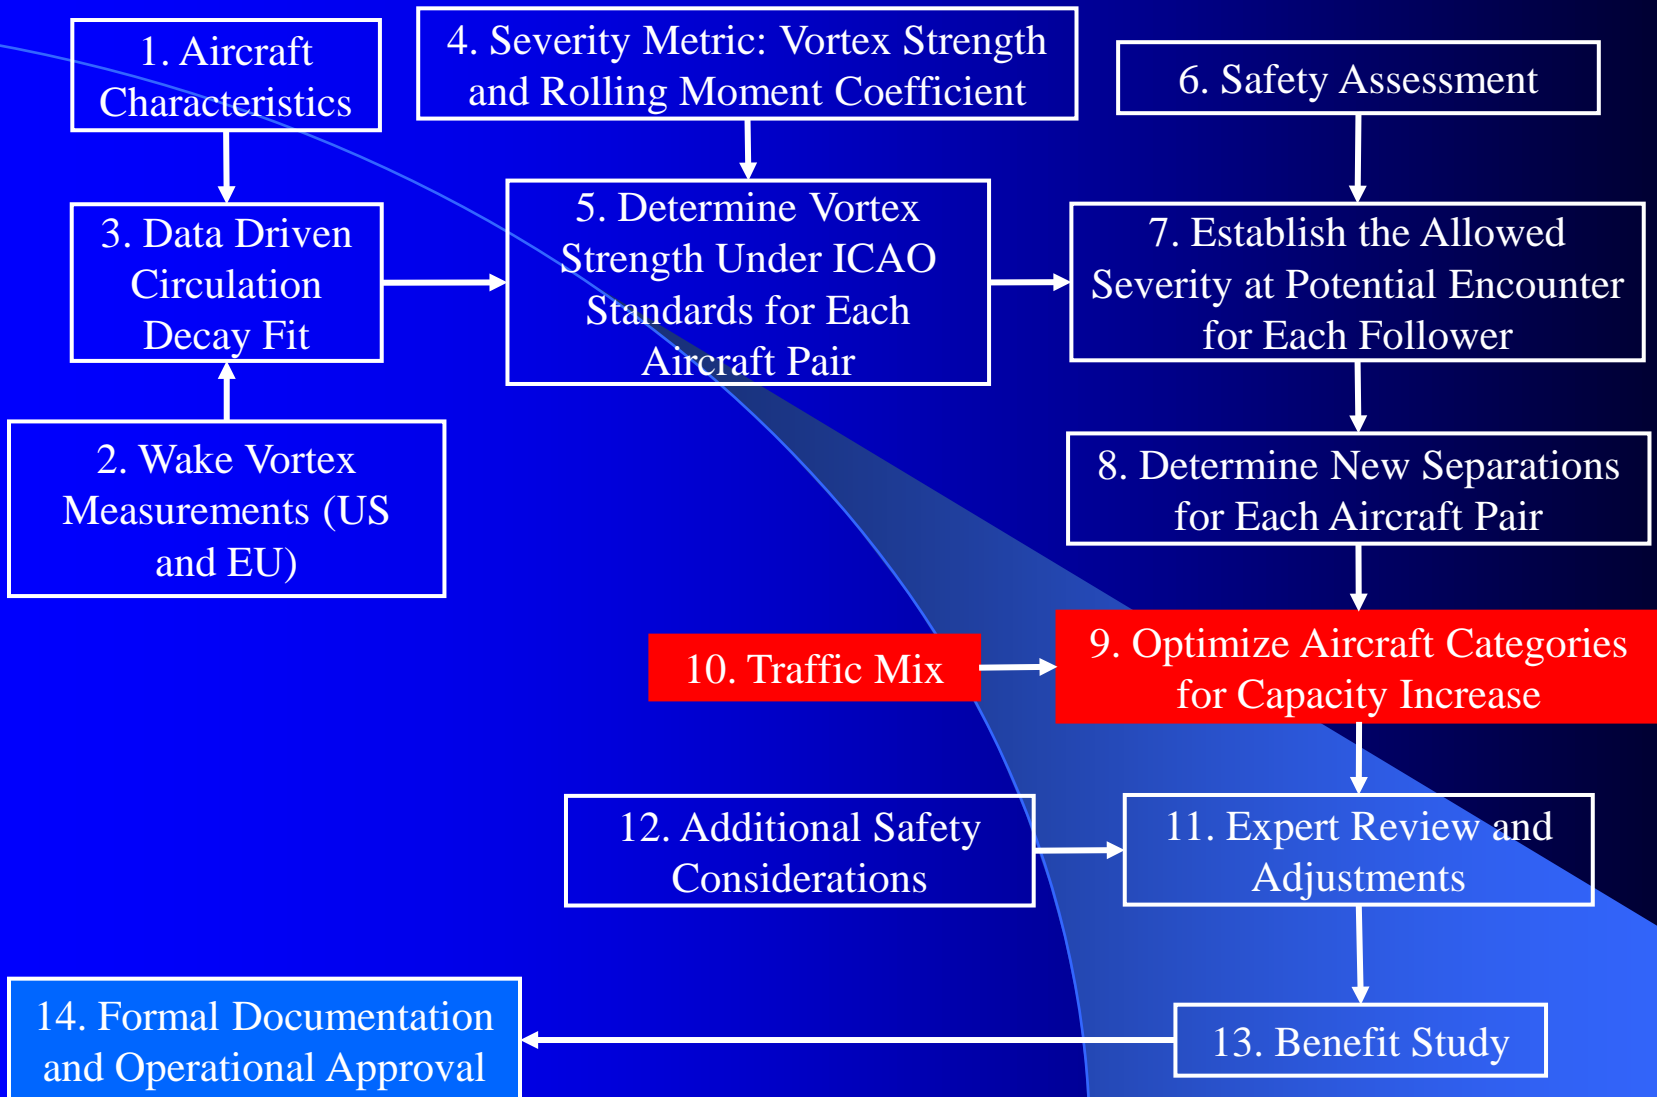 1. Aircraft
Characteristics
4. Severity Metric: Vortex Strength
and Rolling Moment Coefficient
6. Safety Assessment
3. Data Driven
Circulation
Decay Fit
5. Determine Vortex
Strength Under ICAO
Standards for Each
Aircraft Pair
7. Establish the Allowed
Severity at Potential Encounter
for Each Follower
2. Wake Vortex
Measurements (US
and EU)
8. Determine New Separations
for Each Aircraft Pair
10. Traffic Mix
9. Optimize Aircraft Categories
for Capacity Increase
12. Additional Safety
Considerations
11. Expert Review and
Adjustments
14. Formal Documentation
and Operational Approval
13. Benefit Study